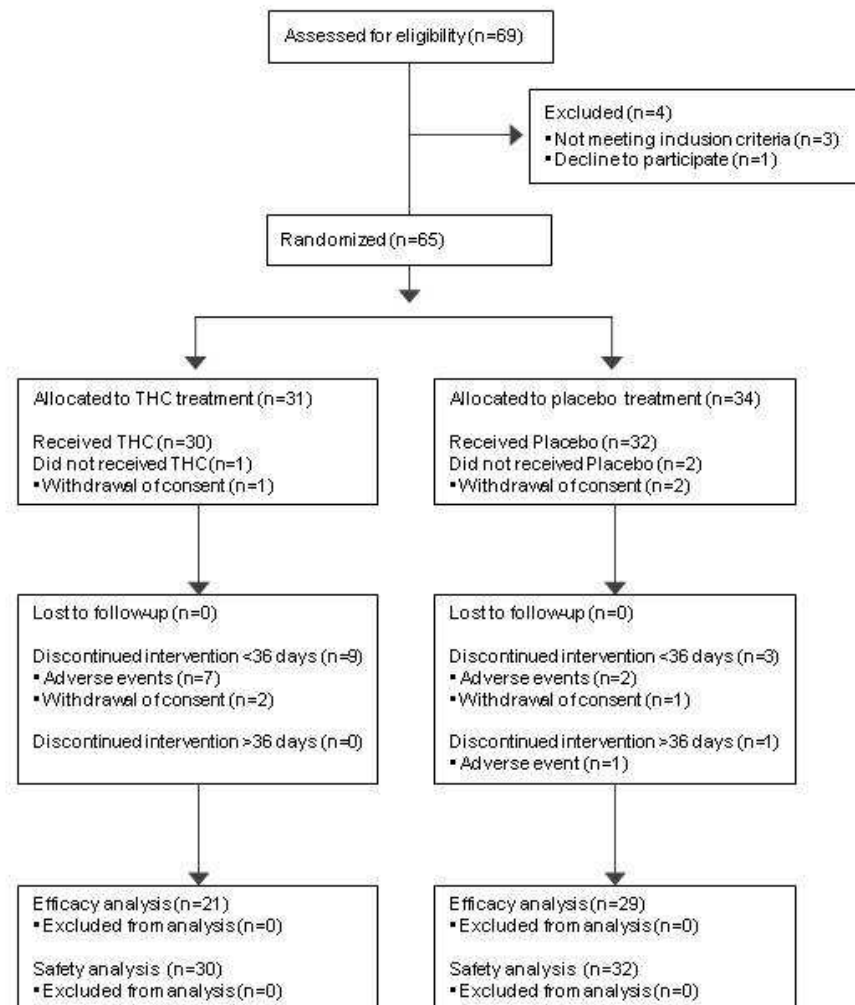 Assessed for eligibility (n=69)
Excluded (n=4)
▪ Not meeting inclusion criteria (n=3)
▪ Decline to participate (n=1)
Randomized (n=65)
Allocated to THC treatment (n=31)
Received THC (n=30)
Did not received THC (n=1)
▪ Withdrawal of consent (n=1)
Allocated to placebo treatment (n=34)
Received Placebo (n=32)
Did not received Placebo (n=2)
▪ Withdrawal of consent (n=2)
Lost to follow-up (n=0)
Discontinued intervention <36 days (n=9)
▪ Adverse events (n=7)
▪ Withdrawal of consent (n=2)
Discontinued intervention >36 days (n=0)
Lost to follow-up (n=0)
Discontinued intervention <36 days (n=3)
▪ Adverse events (n=2)
▪ Withdrawal of consent (n=1)
Discontinued intervention >36 days (n=1)
▪ Adverse event (n=1)
Efficacy analysis (n=21)
▪ Excluded from analysis (n=0)
Safety analysis (n=30)
▪ Excluded from analysis (n=0)
Efficacy analysis (n=29)
▪ Excluded from analysis (n=0)
Safety analysis (n=32)
▪ Excluded from analysis (n=0)